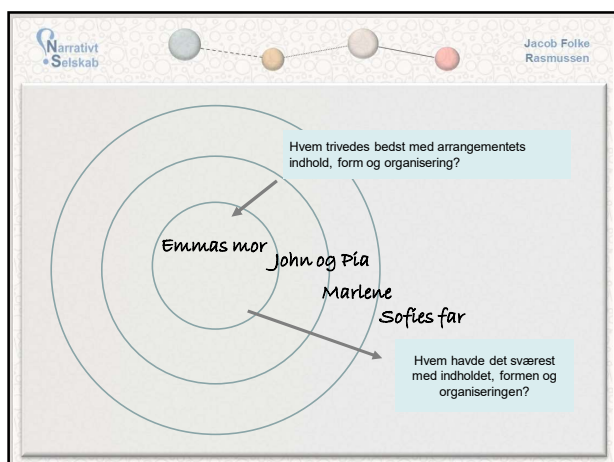 Narrativt
Selskab
Jacob Folke
Rasmussen
Hvem trivedes bedst med arrangementets
indhold, form og organisering?
Emmas mor
John og Pia
Marlene
Sofies far
Hvem havde det sværest
med indholdet, formen og
organiseringen?